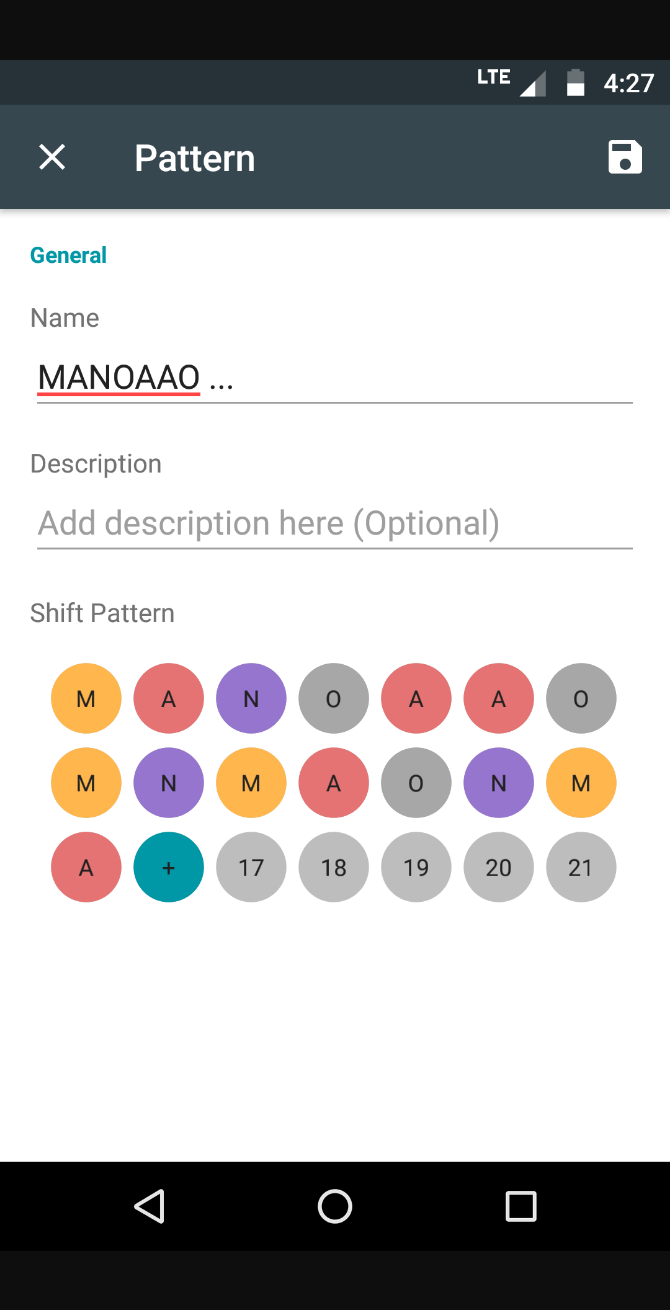 LTE 4:27
Pattern
General
Name
MANOAAO ...
Description
Add description here (Optional)
Shift Pattern
M A N O A A O
M N M A O N M
A + 17 18 19 20 21